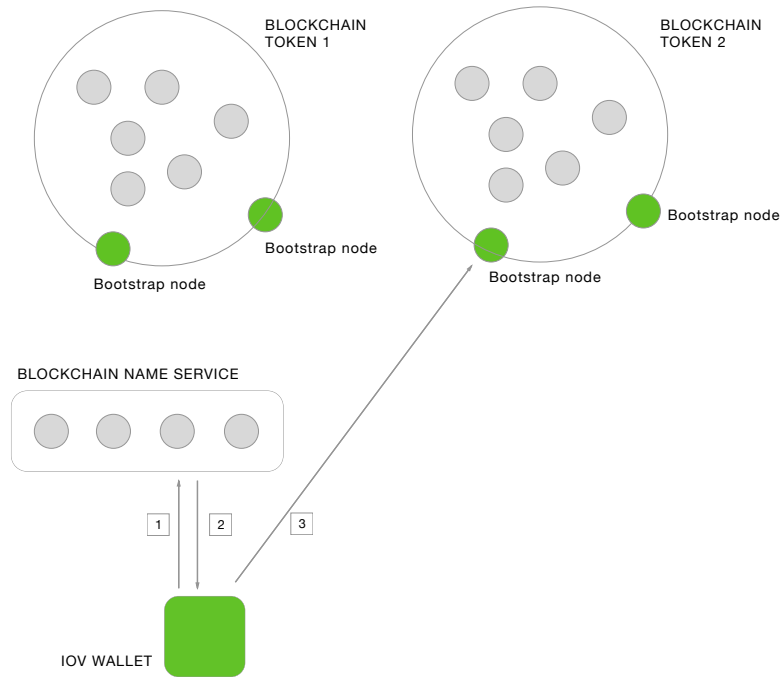 BLOCKCHAIN
TOKEN 1
BLOCKCHAIN
TOKEN 2
Bootstrap node
Bootstrap node
Bootstrap node
Bootstrap node
BLOCKCHAIN NAME SERVICE
1
2
3
IOV WALLET